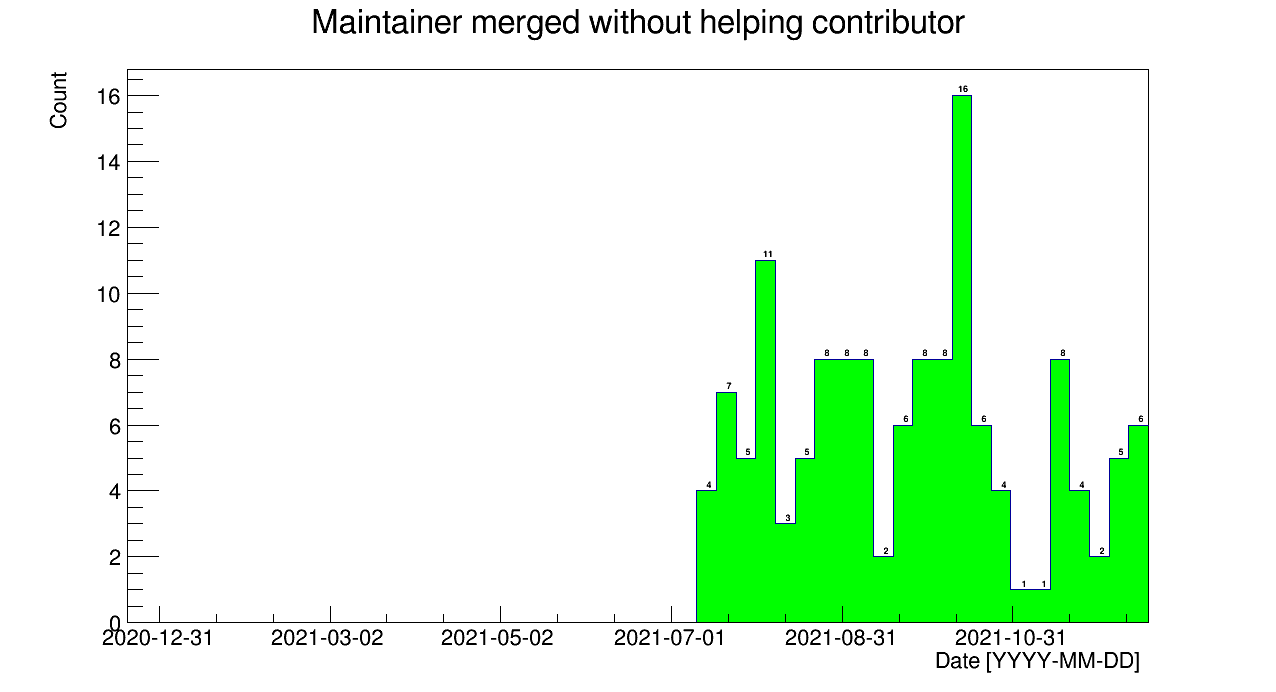 Maintainer merged without helping contributor
Count
16
14
12
10
8
6
4
2
0
4 7 5 11 3 5 8 8 8 2 6 8 8 16 6 4 1 1 8 4 2 5 6
2020-12-31 2021-03-02 2021-05-02 2021-07-01 2021-08-31 2021-10-31
Date [YYYY-MM-DD]